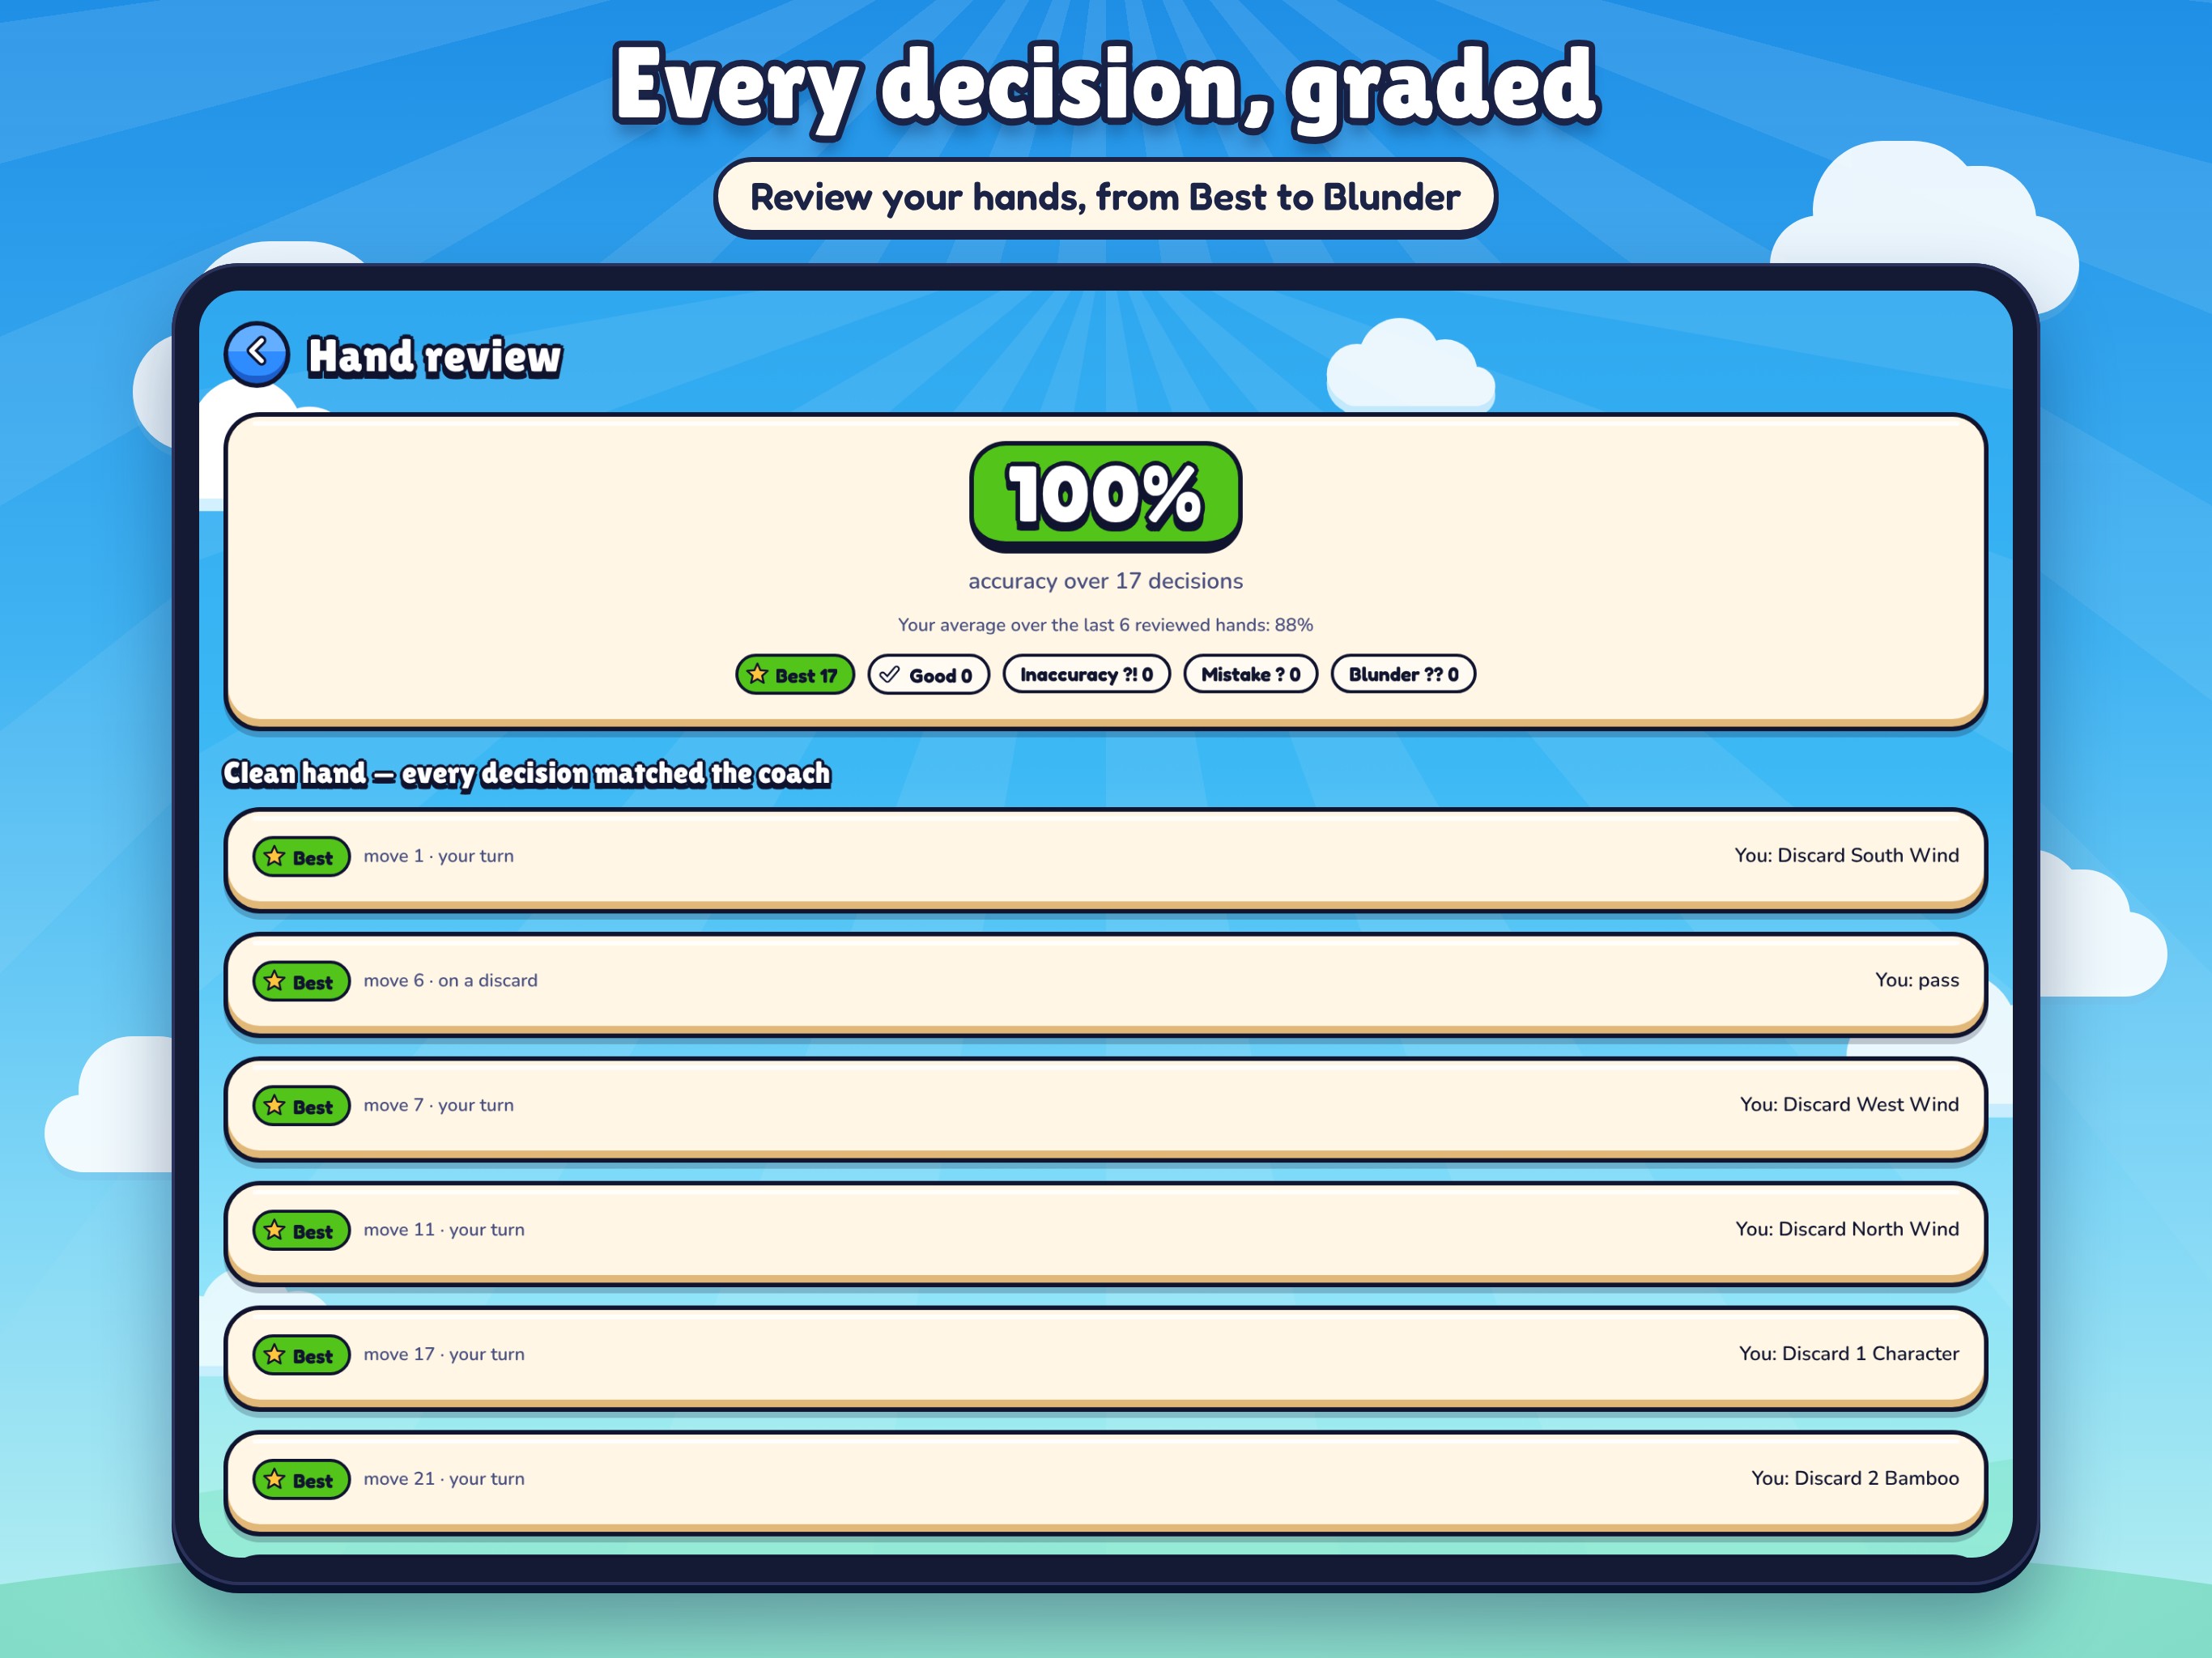 Every decision, graded
Review your hands, from Best to Blunder
Hand review
100%
accuracy over 17 decisions
Your average over the last 6 reviewed hands: 88%
Best 17
Good 0
Inaccuracy ?! 0
Mistake ? 0
Blunder ?? 0
Clean hand — every decision matched the coach
Best move 1 · your turn You: Discard South Wind
Best move 6 · on a discard You: pass
Best move 7 · your turn You: Discard West Wind
Best move 11 · your turn You: Discard North Wind
Best move 17 · your turn You: Discard 1 Character
Best move 21 · your turn You: Discard 2 Bamboo